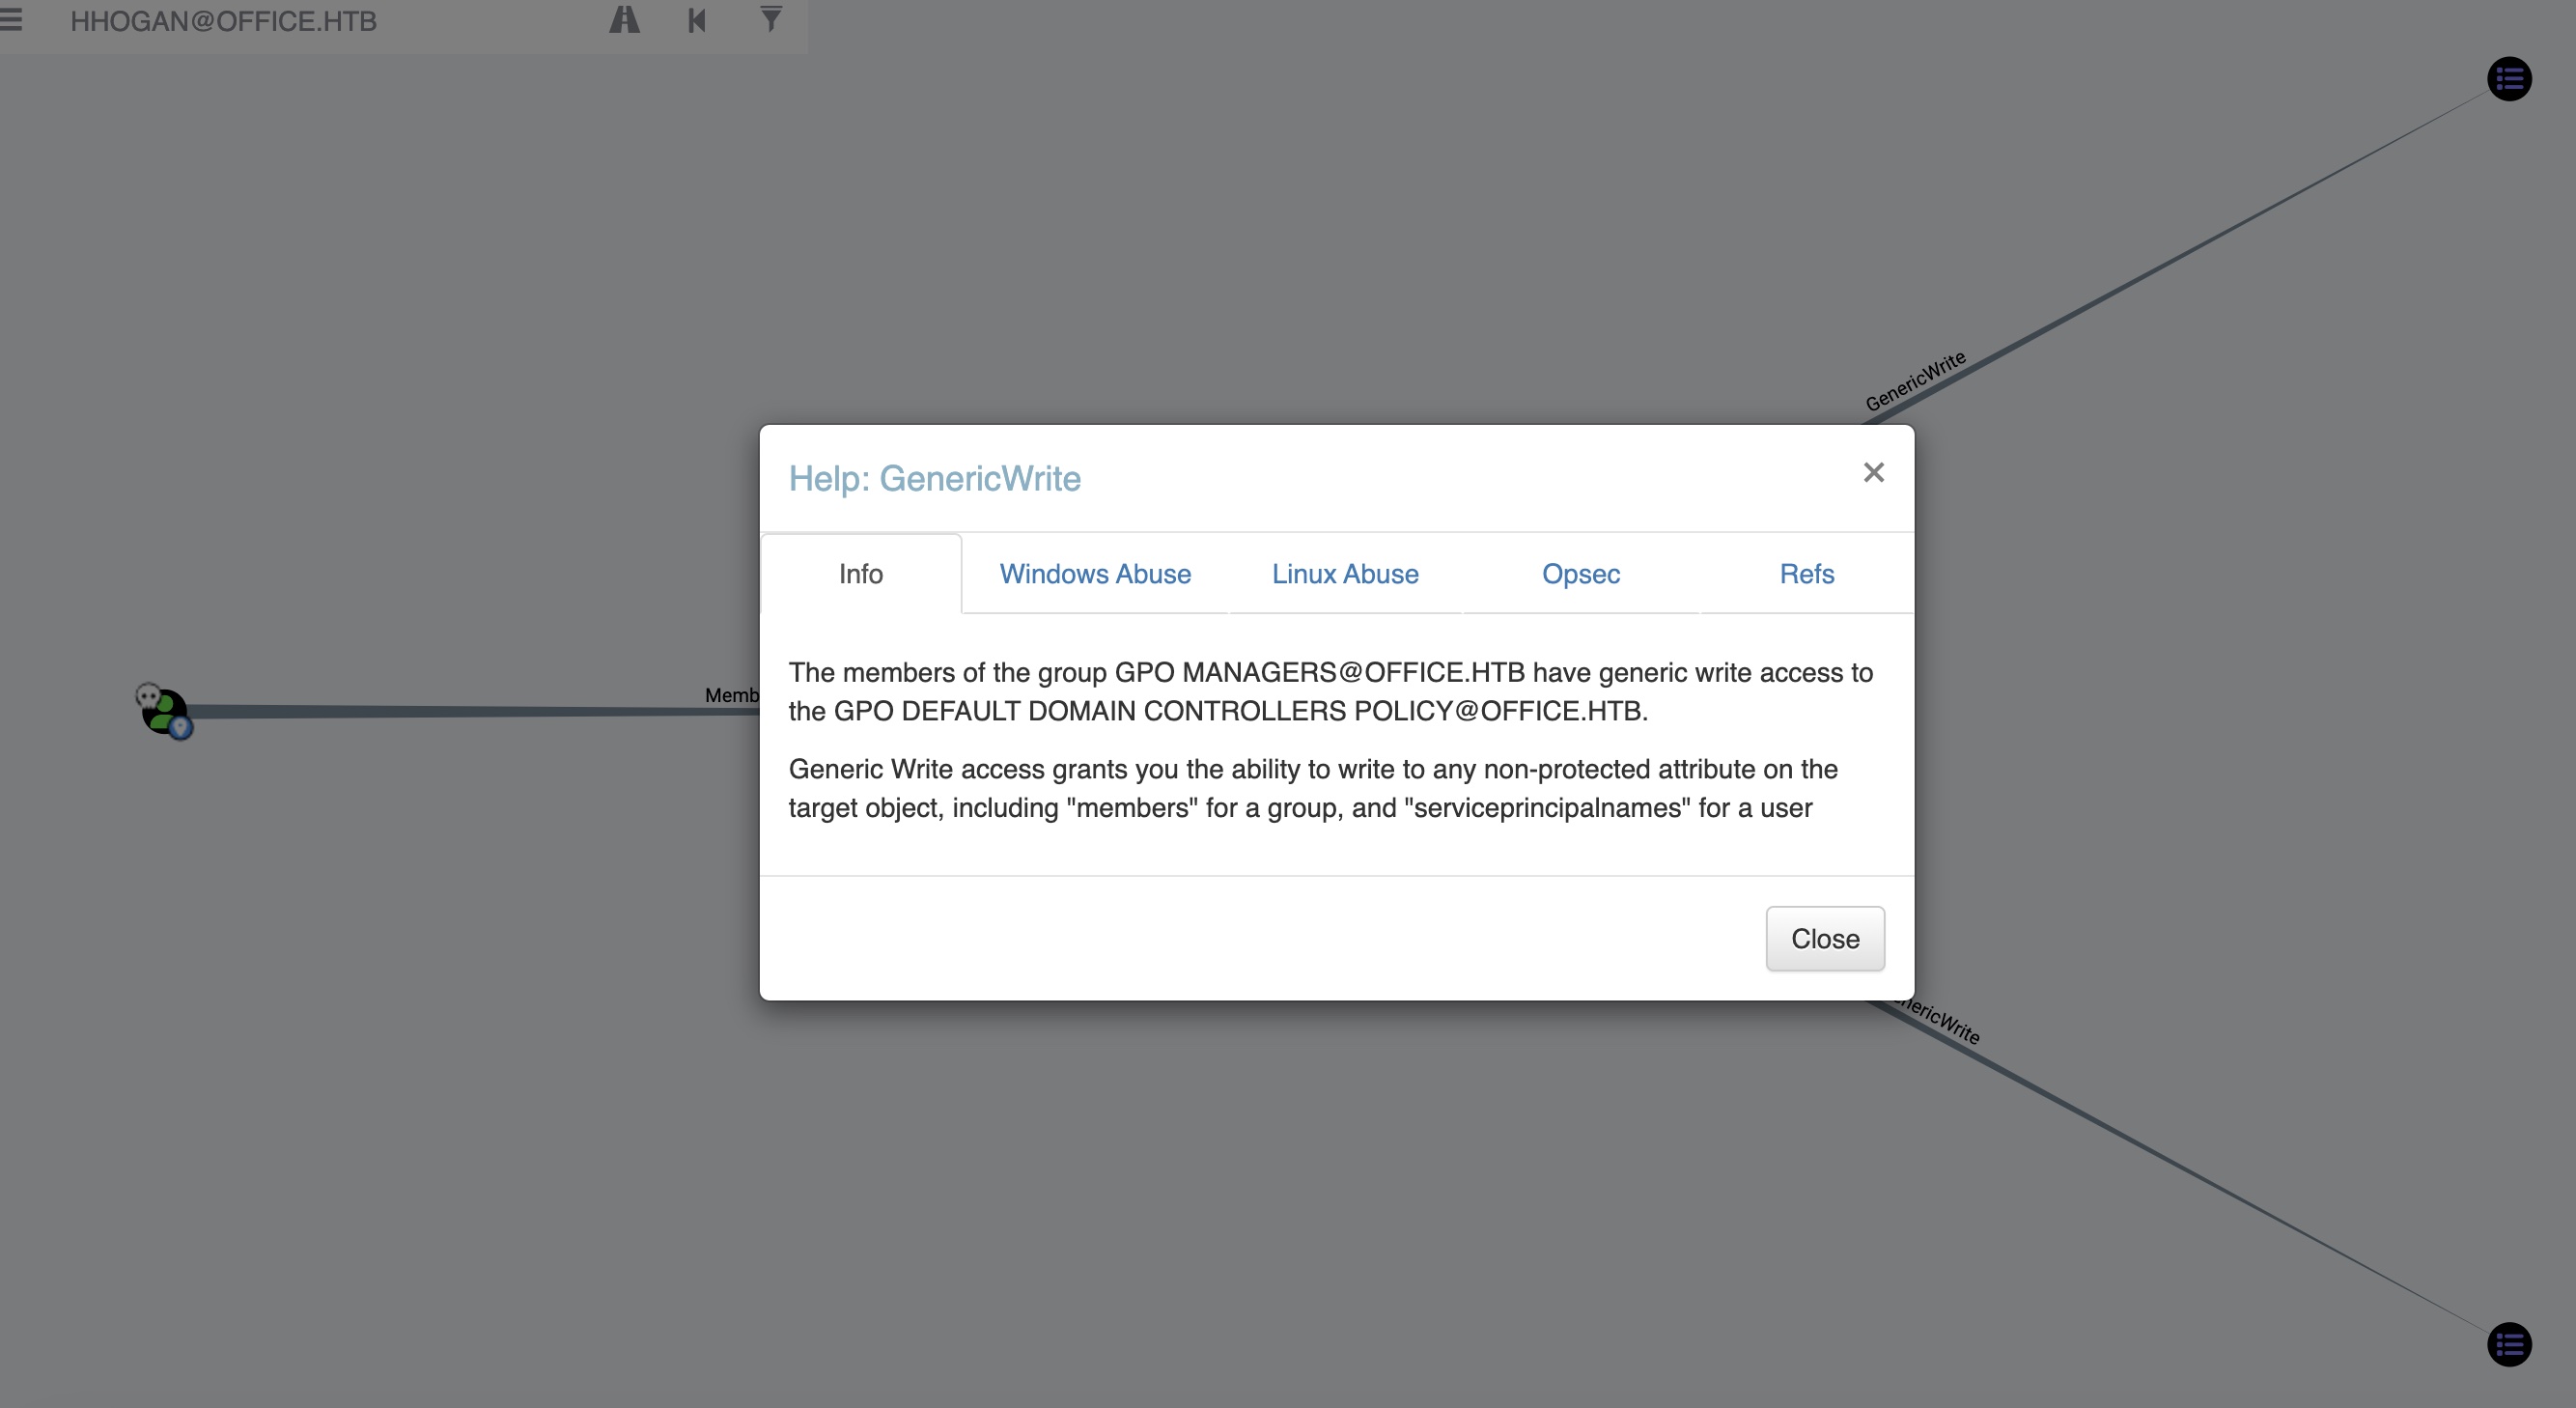 HHOGAN@OFFICE.HTB
GenericWrite
Help: GenericWrite
×
Info
Windows Abuse
Linux Abuse
Opsec
Refs
The members of the group GPO MANAGERS@OFFICE.HTB have generic write access to
the GPO DEFAULT DOMAIN CONTROLLERS POLICY@OFFICE.HTB.
Memb
Generic Write access grants you the ability to write to any non-protected attribute on the
target object, including "members" for a group, and "serviceprincipalnames" for a user
Close
nericWrite